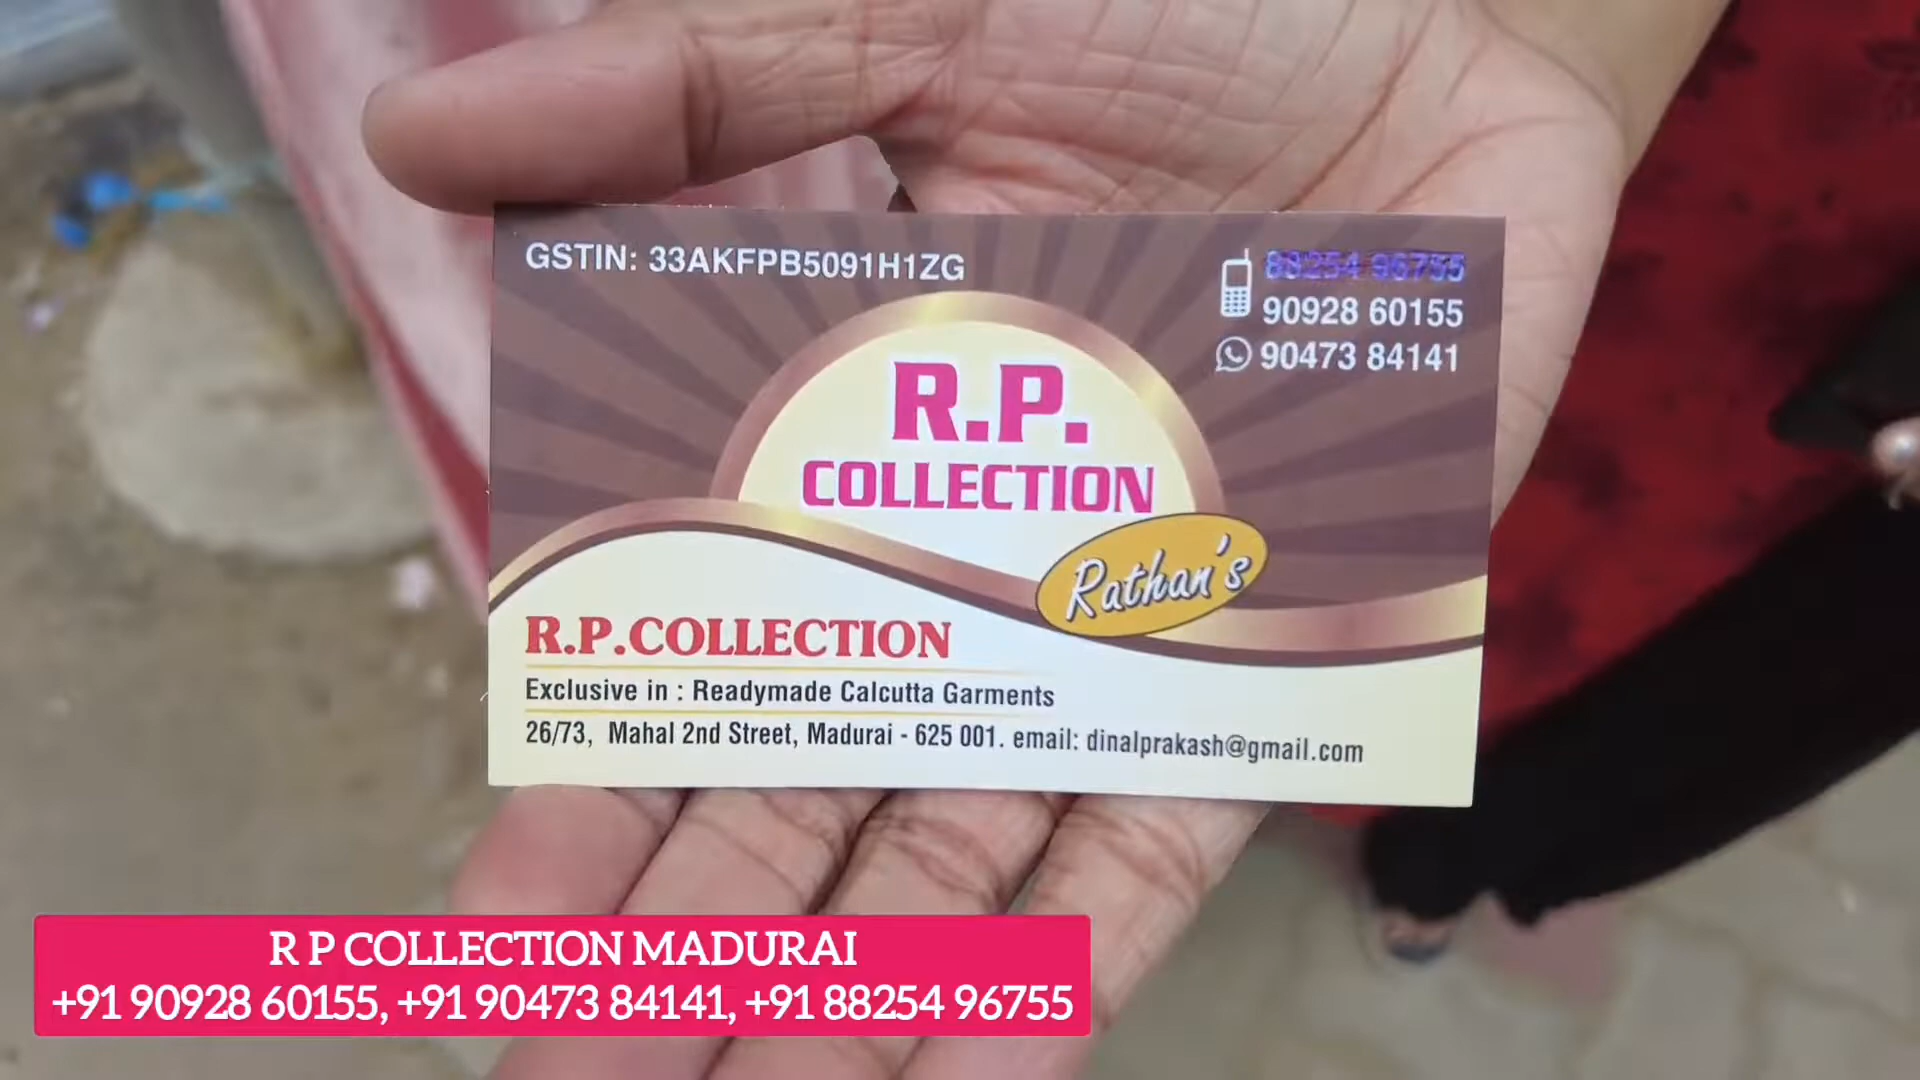 GSTIN: 33AKFPB5091H1ZG
88254 96755
90928 60155
90473 84141
R.P.
COLLECTION
Rathan's
R.P.COLLECTION
Exclusive in : Readymade Calcutta Garments
26/73, Mahal 2nd Street, Madurai - 625 001. email: dinalprakash@gmail.com
R P COLLECTION MADURAI
+91 90928 60155, +91 90473 84141, +91 88254 96755